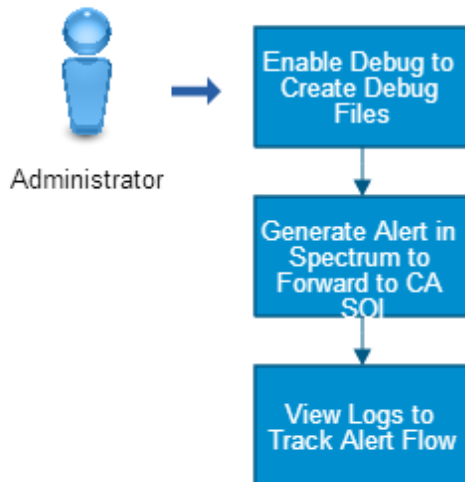 Administrator
Enable Debug to
Create Debug
Files
Generate Alert in
Spectrum to
Forward to CA
SOI
View Logs to
Track Alert Flow